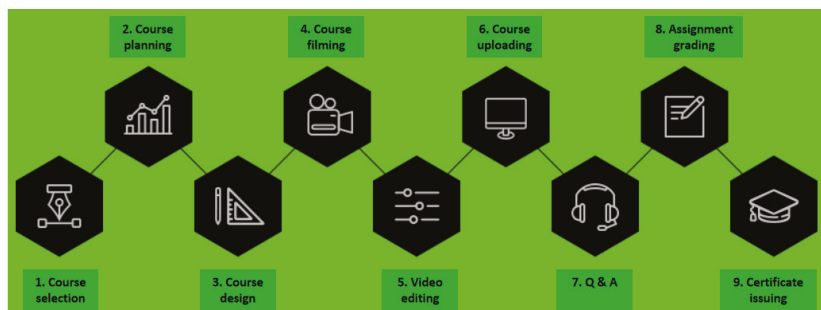 1. Course
selection
2. Course
planning
3. Course
design
4. Course
filming
5. Video
editing
6. Course
uploading
7. Q & A
8. Assignment
grading
9. Certificate
issuing